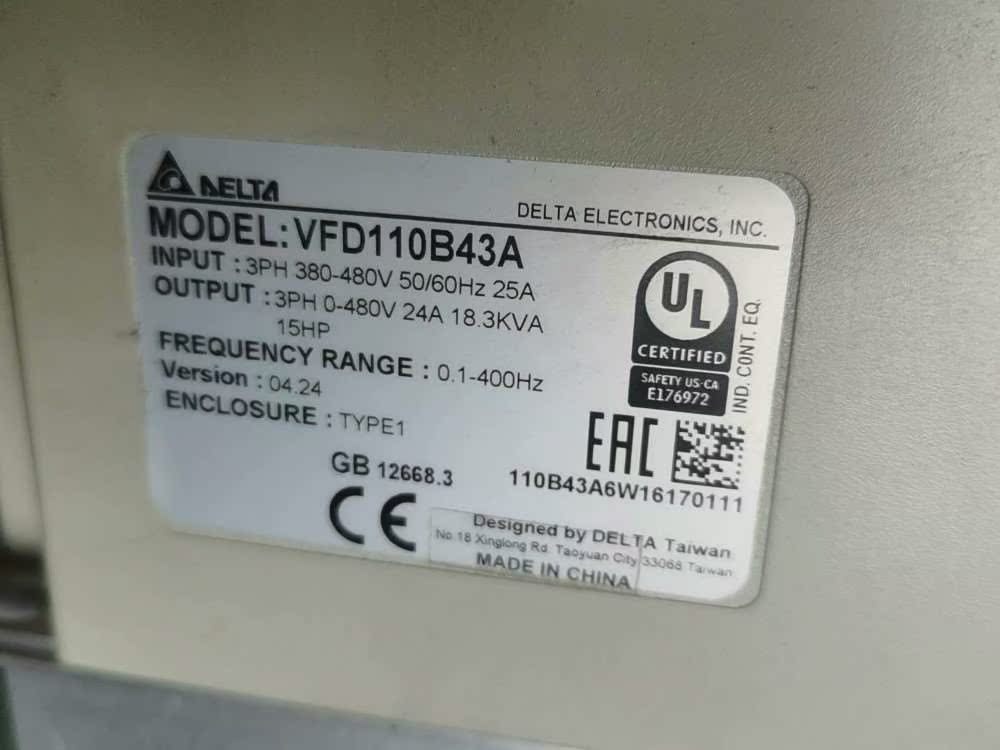 DELTA
DELTA ELECTRONICS, INC.
MODEL: VFD110B43A
INPUT : 3PH 380-480V 50/60Hz 25A
OUTPUT : 3PH 0-480V 24A 18.3KVA
15HP
FREQUENCY RANGE : 0.1-400Hz
Version : 04.24
ENCLOSURE : TYPE1
UL
CERTIFIED
SAFETY US-CA
E176972
IND. CONT. EQ.
EAC
GB 12668.3
110B43A6W16170111
CE
Designed by DELTA Taiwan
No.18 Xinglong Rd. Taoyuan City 33068 Taiwan
MADE IN CHINA